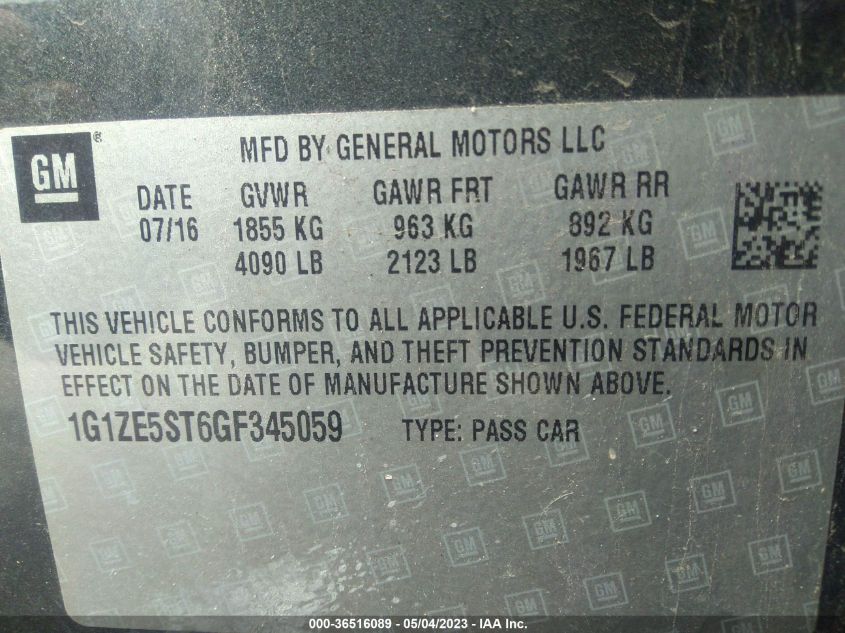 GM ®
MFD BY GENERAL MOTORS LLC
DATE GVWR GAWR FRT GAWR RR
07/16 1855 KG 963 KG 892 KG
4090 LB 2123 LB 1967 LB
THIS VEHICLE CONFORMS TO ALL APPLICABLE U.S. FEDERAL MOTOR
VEHICLE SAFETY, BUMPER, AND THEFT PREVENTION STANDARDS IN
EFFECT ON THE DATE OF MANUFACTURE SHOWN ABOVE.
1G1ZE5ST6GF345059 TYPE: PASS CAR
000-36516089 - 05/04/2023 - IAA Inc.